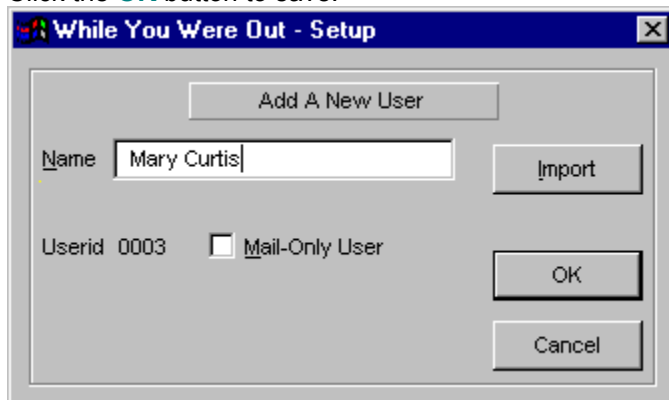 Click the OK button to save.
While You Were Out - Setup
Add A New User
Name Mary Curtis Import
Userid 0003 Mail-Only User
OK
Cancel